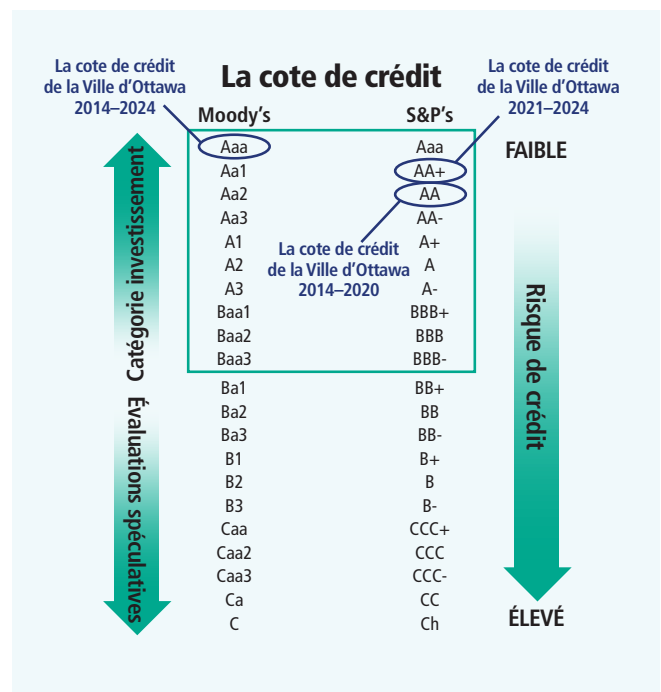 La cote de crédit
La cote de crédit
de la Ville d'Ottawa
2014–2024
La cote de crédit
de la Ville d'Ottawa
2021–2024
Moody's S&P's
Aaa Aaa FAIBLE
Aa1 AA+
Aa2 AA
Aa3 AA-
A1 A+
La cote de crédit
de la Ville d'Ottawa
2014–2020
A2 A
A3 A-
Baa1 BBB+
Baa2 BBB
Baa3 BBB-
Ba1 BB+
Ba2 BB
Ba3 BB-
B1 B+
B2 B
B3 B-
Caa CCC+
Caa2 CCC
Caa3 CCC-
Ca CC
C Ch
ÉLEVÉ
Catégorie investissement
Évaluations spéculatives
Risque de crédit